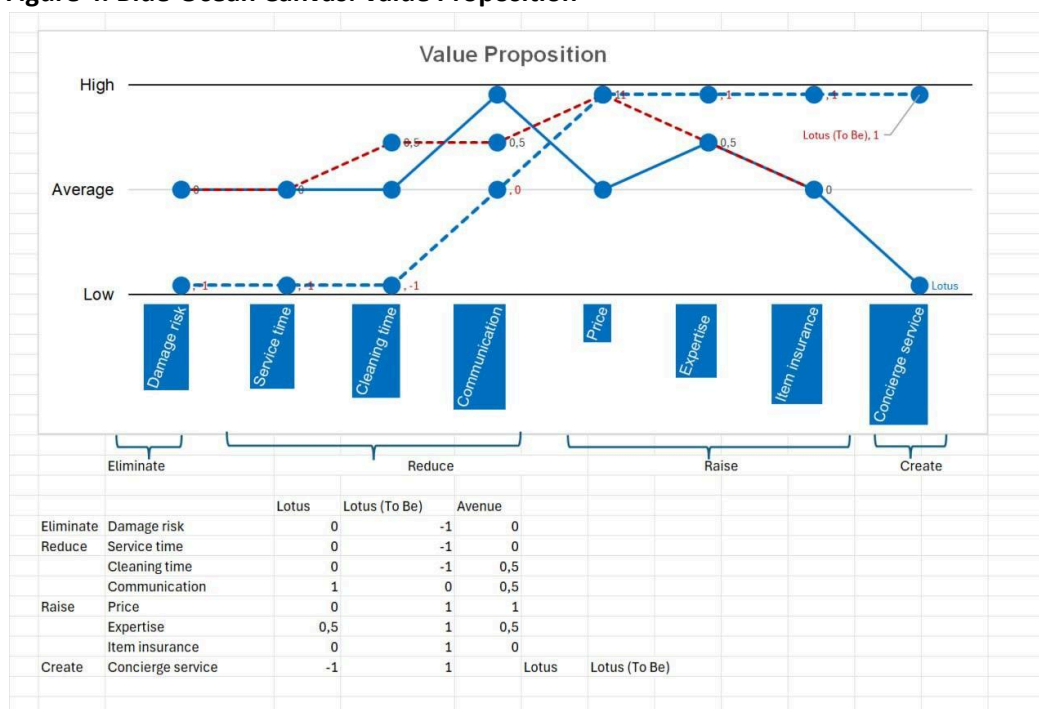 Figure 4: Blue Ocean Canvas: Value Proposition
Value Proposition
High
Average
Low
0
0
0,5
0,5
11
, 1
, 1
Lotus (To Be), 1
0,5
0
, 0
, -1
, -1
, -1
Lotus
Damage risk
Service time
Cleaning time
Communication
Price
Expertise
Item insurance
Concierge service
Eliminate Reduce Raise Create
Lotus Lotus (To Be) Avenue
Eliminate Damage risk 0 -1 0
Reduce Service time 0 -1 0
Cleaning time 0 -1 0,5
Communication 1 0 0,5
Raise Price 0 1 1
Expertise 0,5 1 0,5
Item insurance 0 1 0
Create Concierge service -1 1 Lotus Lotus (To Be)